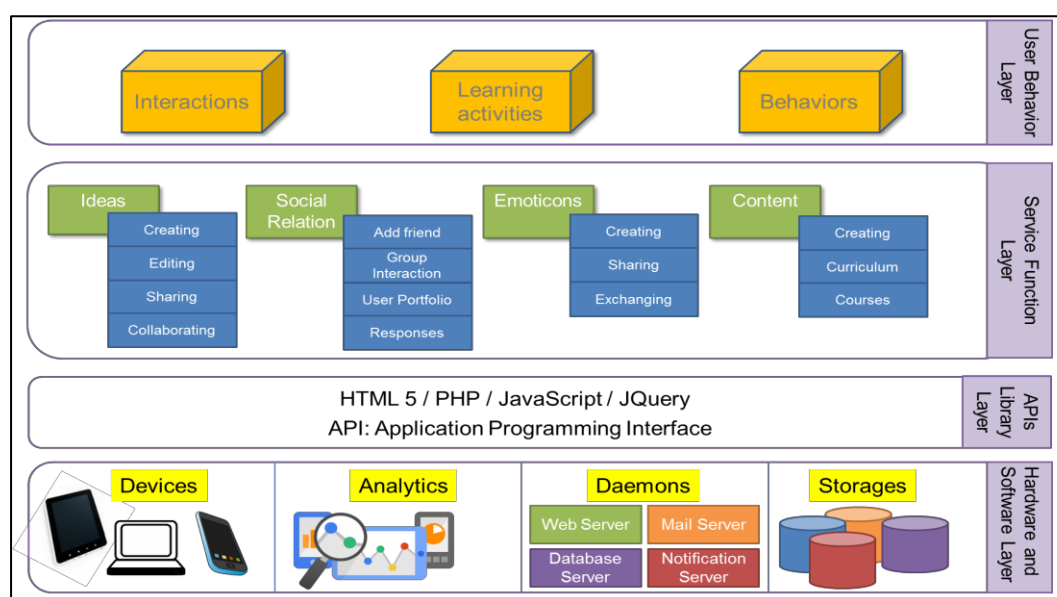 Interactions
Learning
activities
Behaviors
User Behavior
Layer
Ideas
Creating
Editing
Sharing
Collaborating
Social
Relation
Add friend
Group
Interaction
User Portfolio
Responses
Emoticons
Creating
Sharing
Exchanging
Content
Creating
Curriculum
Courses
Service Function
Layer
HTML 5 / PHP / JavaScript / JQuery
API: Application Programming Interface
APIs
Library
Layer
Devices
Analytics
Daemons
Web Server
Mail Server
Database
Server
Notification
Server
Storages
Hardware and
Software Layer